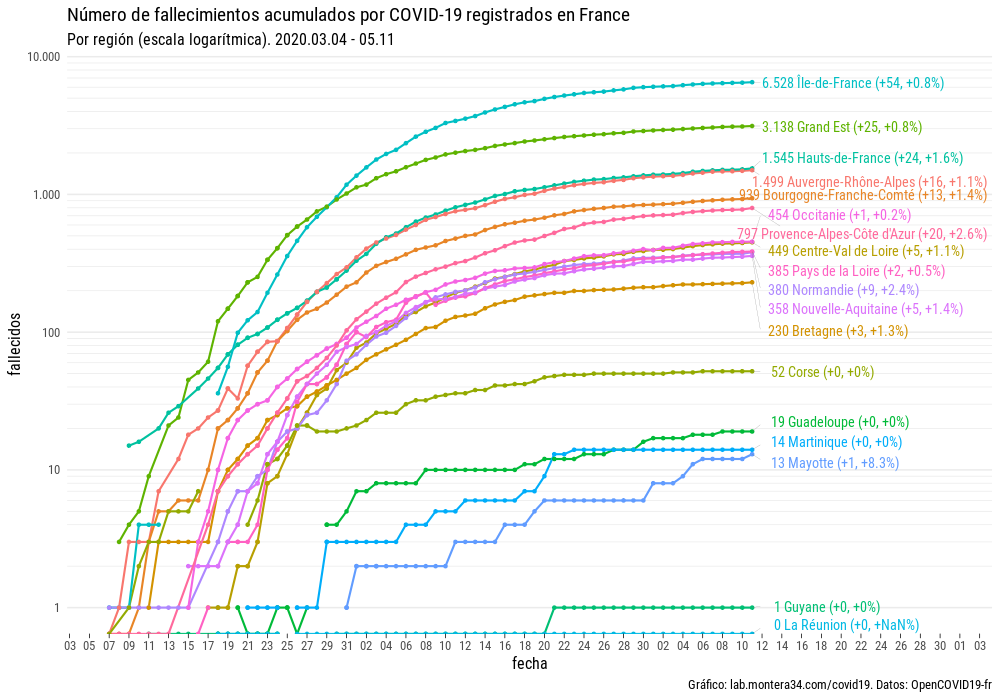 Número de fallecimientos acumulados por COVID-19 registrados en France
Por región (escala logarítmica). 2020.03.04 - 05.11
10.000
1.000
100
10
1
fallecidos
6.528 Île-de-France (+54, +0.8%)
3.138 Grand Est (+25, +0.8%)
1.545 Hauts-de-France (+24, +1.6%)
1.499 Auvergne-Rhône-Alpes (+16, +1.1%)
939 Bourgogne-Franche-Comté (+13, +1.4%)
454 Occitanie (+1, +0.2%)
797 Provence-Alpes-Côte d'Azur (+20, +2.6%)
449 Centre-Val de Loire (+5, +1.1%)
385 Pays de la Loire (+2, +0.5%)
380 Normandie (+9, +2.4%)
358 Nouvelle-Aquitaine (+5, +1.4%)
230 Bretagne (+3, +1.3%)
52 Corse (+0, +0%)
19 Guadeloupe (+0, +0%)
14 Martinique (+0, +0%)
13 Mayotte (+1, +8.3%)
1 Guyane (+0, +0%)
0 La Réunion (+0, +NaN%)
03 05 07 09 11 13 15 17 19 21 23 25 27 29 31 02 04 06 08 10 12 14 16 18 20 22 24 26 28 30 02 04 06 08 10 12 14 16 18 20 22 24 26 28 30 01 03
fecha
Gráfico: lab.montera34.com/covid19. Datos: OpenCOVID19-fr